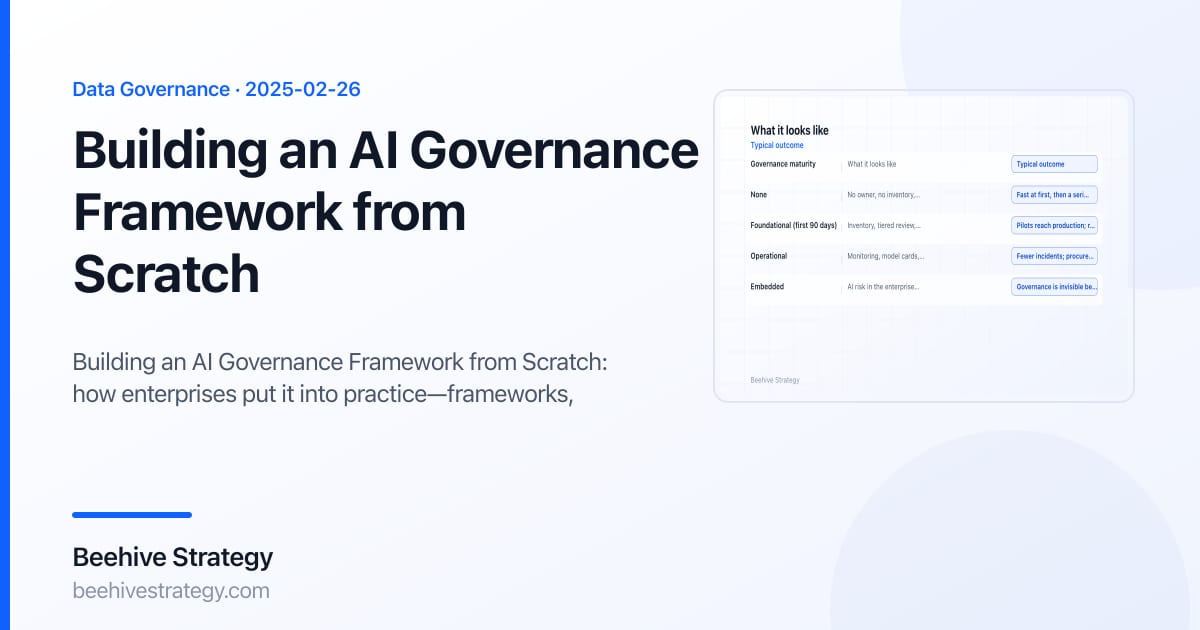 Data Governance · 2025-02-26
Building an AI Governance
Framework from
Scratch
Building an AI Governance Framework from Scratch:
how enterprises put it into practice—frameworks,
Beehive Strategy
beehivestrategy.com
What it looks like
Typical outcome
Governance maturity What it looks like Typical outcome
None No owner, no inventory,... Fast at first, then a seri...
Foundational (first 90 days) Inventory, tiered review,... Pilots reach production; r...
Operational Monitoring, model cards,... Fewer incidents; procure...
Embedded AI risk in the enterprise... Governance is invisible be...
Beehive Strategy